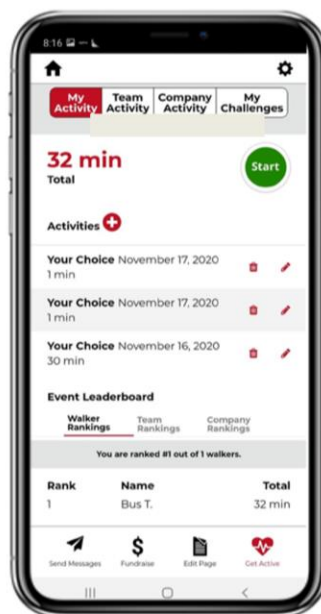 8:16
My Activity
Team Activity
Company Activity
My Challenges
32 min
Total
Start
Activities
Your Choice November 17, 2020
1 min
Your Choice November 17, 2020
1 min
Your Choice November 16, 2020
30 min
Event Leaderboard
Walker Rankings
Team Rankings
Company Rankings
You are ranked #1 out of 1 walkers.
Rank Name Total
1 Bus T. 32 min
Send Messages Fundraise Edit Page Get Active